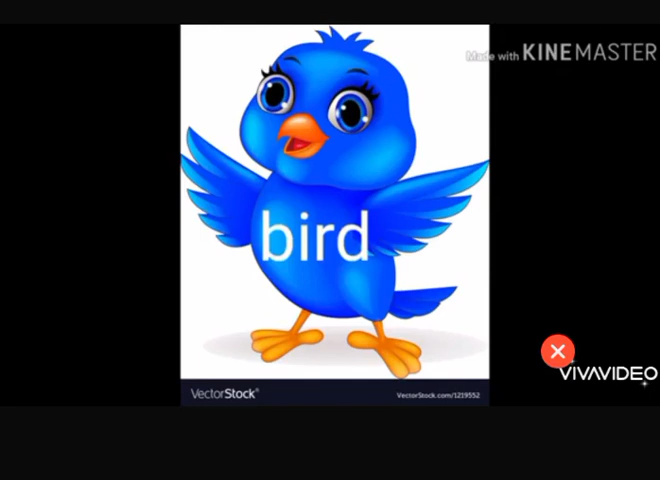 Made with KINEMASTER
bird
VIVAVIDEO
VectorStock®
VectorStock.com/1219552